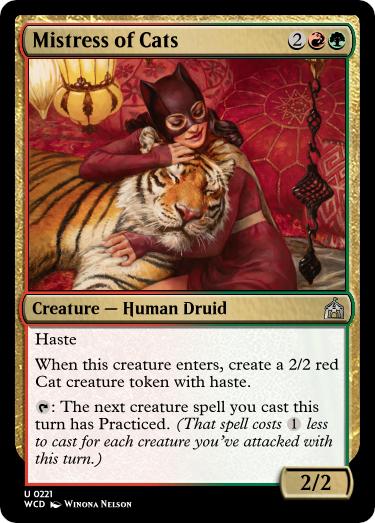 Mistress of Cats 2
Creature — Human Druid
Haste
When this creature enters, create a 2/2 red
Cat creature token with haste.
: The next creature spell you cast this
turn has Practiced. (That spell costs 1 less
to cast for each creature you've attacked with
this turn.)
2/2
U 0221
WCD Winona Nelson